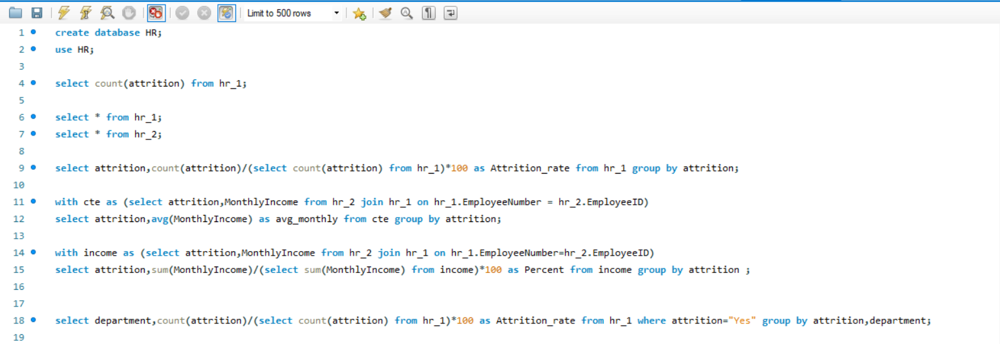 Limit to 500 rows
1 create database HR;
2 use HR;
3
4 select count(attrition) from hr_1;
5
6 select * from hr_1;
7 select * from hr_2;
8
9 select attrition,count(attrition)/(select count(attrition) from hr_1)*100 as Attrition_rate from hr_1 group by attrition;
10
11 with cte as (select attrition,MonthlyIncome from hr_2 join hr_1 on hr_1.EmployeeNumber = hr_2.EmployeeID)
12 select attrition,avg(MonthlyIncome) as avg_monthly from cte group by attrition;
13
14 with income as (select attrition,MonthlyIncome from hr_2 join hr_1 on hr_1.EmployeeNumber=hr_2.EmployeeID)
15 select attrition,sum(MonthlyIncome)/(select sum(MonthlyIncome) from income)*100 as Percent from income group by attrition ;
16
17
18 select department,count(attrition)/(select count(attrition) from hr_1)*100 as Attrition_rate from hr_1 where attrition="Yes" group by attrition,department;
19